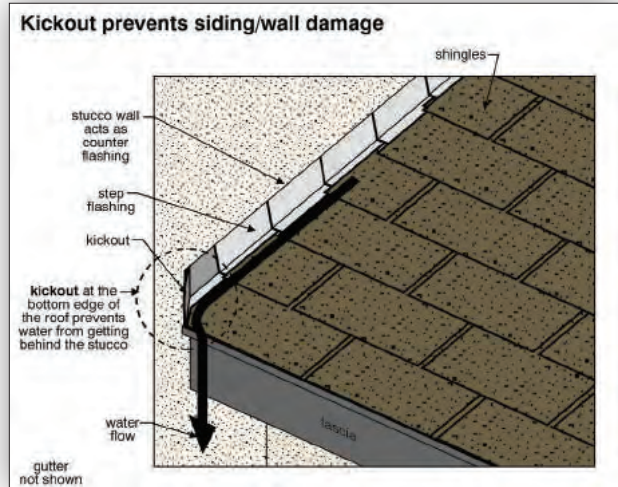 Kickout prevents siding/wall damage
shingles
stucco wall
acts as
counter
flashing
step
flashing
kickout
kickout at the
bottom edge of
the roof prevents
water from getting
behind the stucco
water
flow
fascia
gutter
not shown